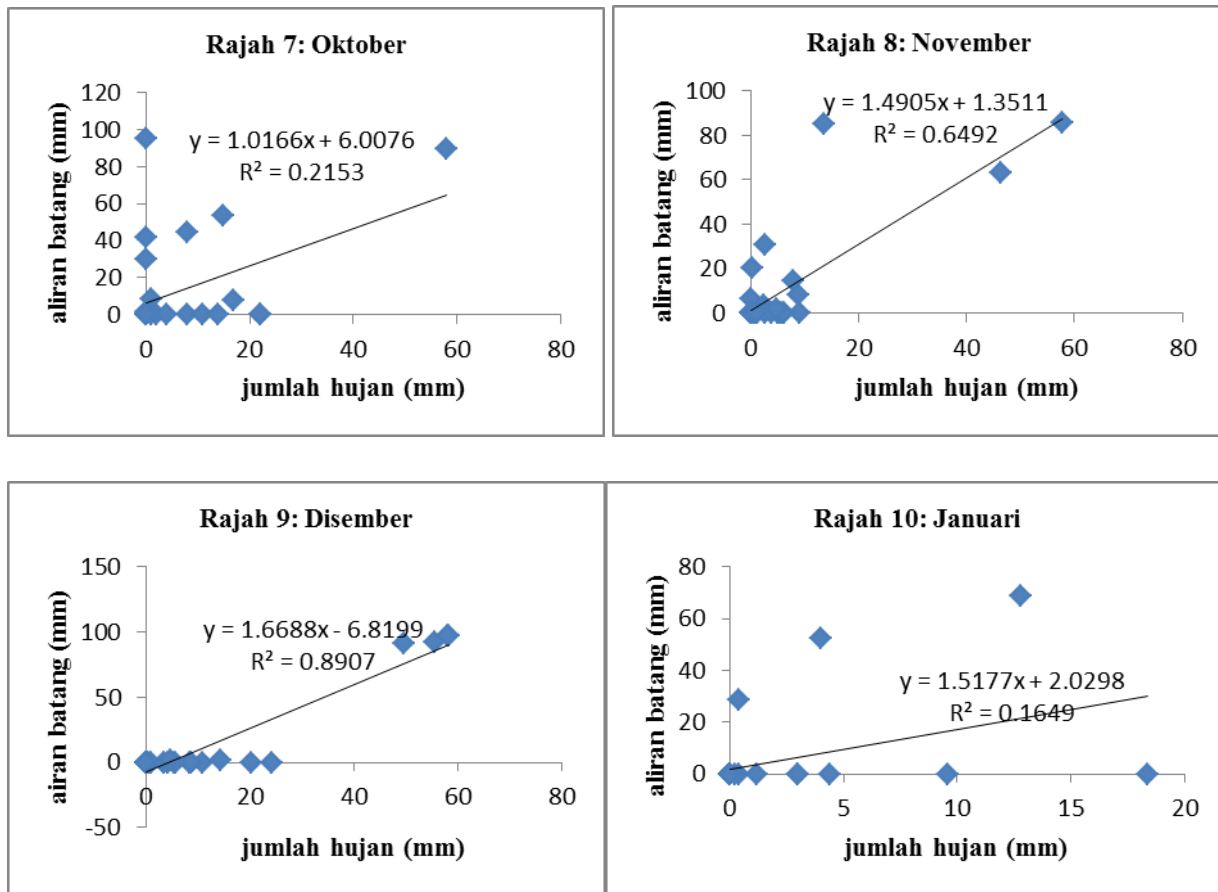 Rajah 7: Oktober
aliran batang (mm)
120
100
80
60
40
20
0
y = 1.0166x + 6.0076
R² = 0.2153
0 20 40 60 80
jumlah hujan (mm)
Rajah 8: November
aliran batang (mm)
100
80
60
40
20
0
y = 1.4905x + 1.3511
R² = 0.6492
0 20 40 60 80
jumlah hujan (mm)
Rajah 9: Disember
airan batang (mm)
150
100
50
0
-50
y = 1.6688x - 6.8199
R² = 0.8907
0 20 40 60 80
jumlah hujan (mm)
Rajah 10: Januari
aliran batang (mm)
80
60
40
20
0
y = 1.5177x + 2.0298
R² = 0.1649
0 5 10 15 20
jumlah hujan (mm)